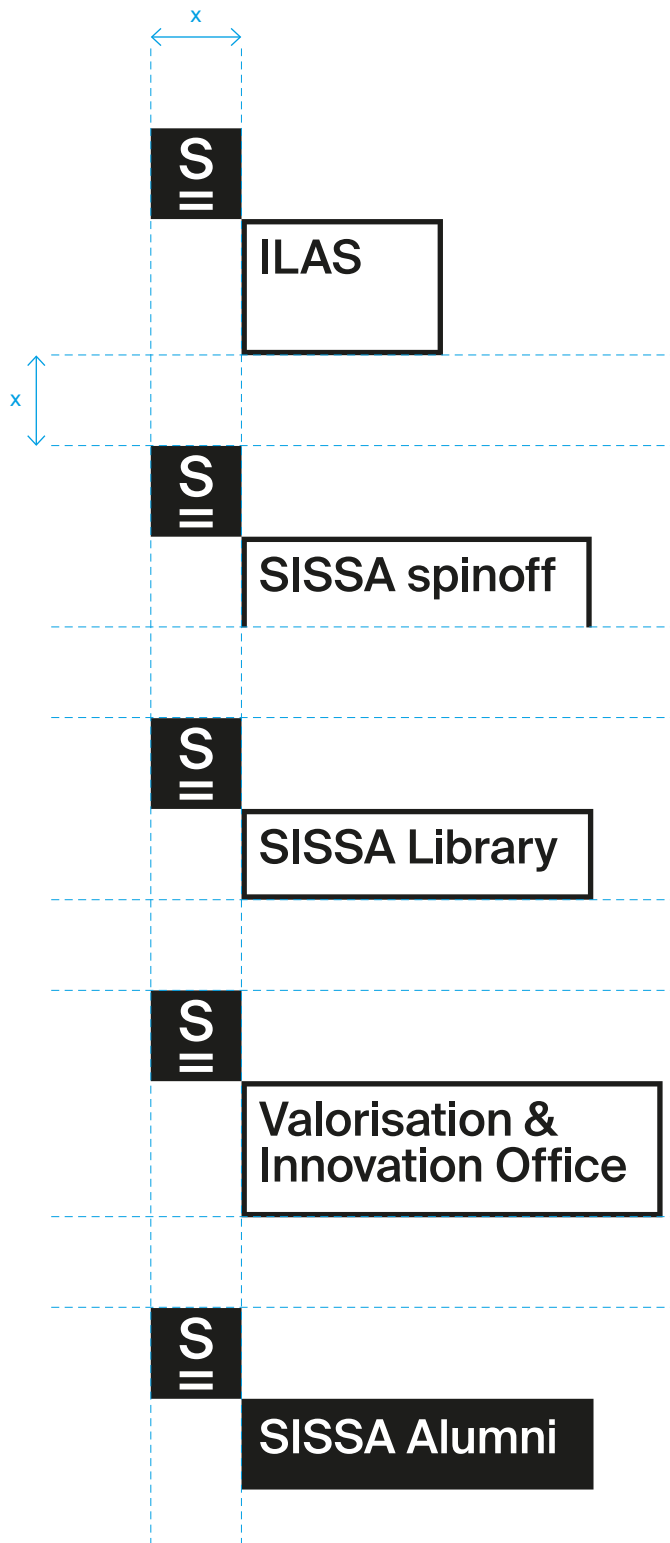 x
S
ILAS
x
S
SISSA spinoff
S
SISSA Library
S
Valorisation &
Innovation Office
S
SISSA Alumni